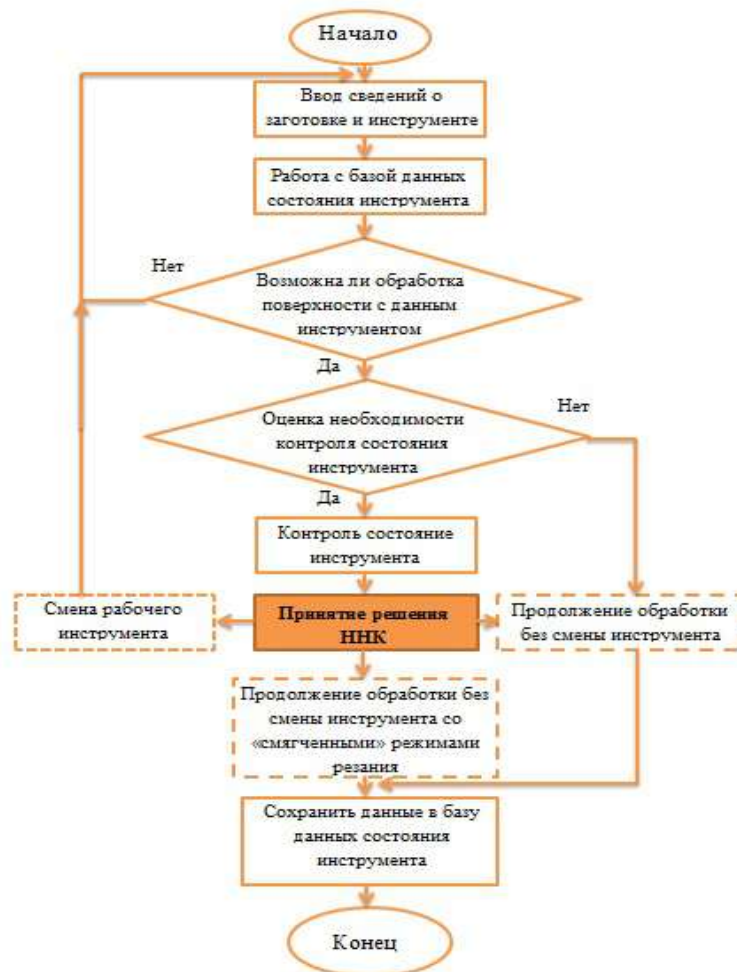 Начало
Ввод сведений о
заготовке и инструменте
Работа с базой данных
состояния инструмента
Нет
Возможна ли обработка
поверхности с данным
инструментом
Да
Нет
Оценка необходимости
контроля состояния
инструмента
Да
Контроль состояние
инструмента
Смена рабочего
инструмента
Принятие решения
ННК
Продолжение обработки
без смены инструмента
Продолжение обработки без
смены инструмента со
«смягченными» режимами
резания
Сохранить данные в базу
данных состояния
инструмента
Конец